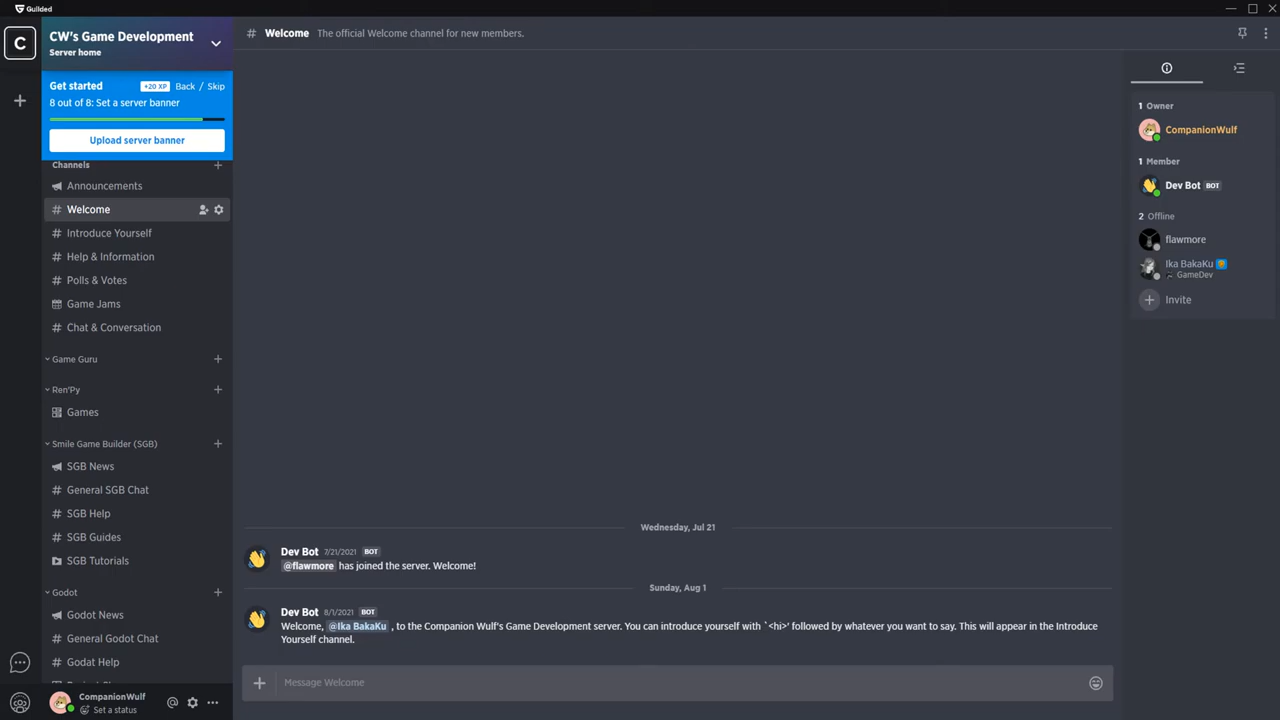 Guilded
C
CW's Game Development
Server home
Get started +20 XP Back / Skip
8 out of 8: Set a server banner
Upload server banner
Channels
Announcements
# Welcome
# Introduce Yourself
# Help & Information
# Polls & Votes
Game Jams
# Chat & Conversation
Game Guru
Ren'Py
Games
Smile Game Builder (SGB)
SGB News
# General SGB Chat
# SGB Help
# SGB Guides
SGB Tutorials
Godot
Godot News
# General Godot Chat
# Godat Help
CompanionWulf
Set a status
# Welcome The official Welcome channel for new members.
Wednesday, Jul 21
Dev Bot 7/21/2021 BOT
@flawmore has joined the server. Welcome!
Sunday, Aug 1
Dev Bot 8/1/2021 BOT
Welcome, @Ika BakaKu , to the Companion Wulf's Game Development server. You can introduce yourself with `<hi>' followed by whatever you want to say. This will appear in the Introduce
Yourself channel.
Message Welcome
1 Owner
CompanionWulf
1 Member
Dev Bot BOT
2 Offline
flawmore
Ika BakaKu
GameDev
Invite